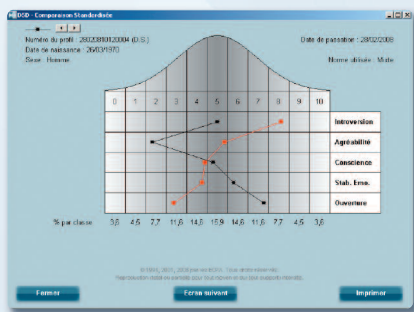 DSD - Comparaison Standardisée
Numéro du profil : 28020810120004 (D.S.)
Date de naissance : 26/03/1970
Sexe : Homme
Date de passation : 28/02/2008
Norme utilisée : Mixte
0 1 2 3 4 5 6 7 8 9 10
Introversion
Agréabilité
Conscience
Stab. Emo.
Ouverture
% par classe 3,6 4,5 7,7 11,6 14,6 15,9 14,6 11,6 7,7 4,5 3,6
Fermer Ecran suivant Imprimer